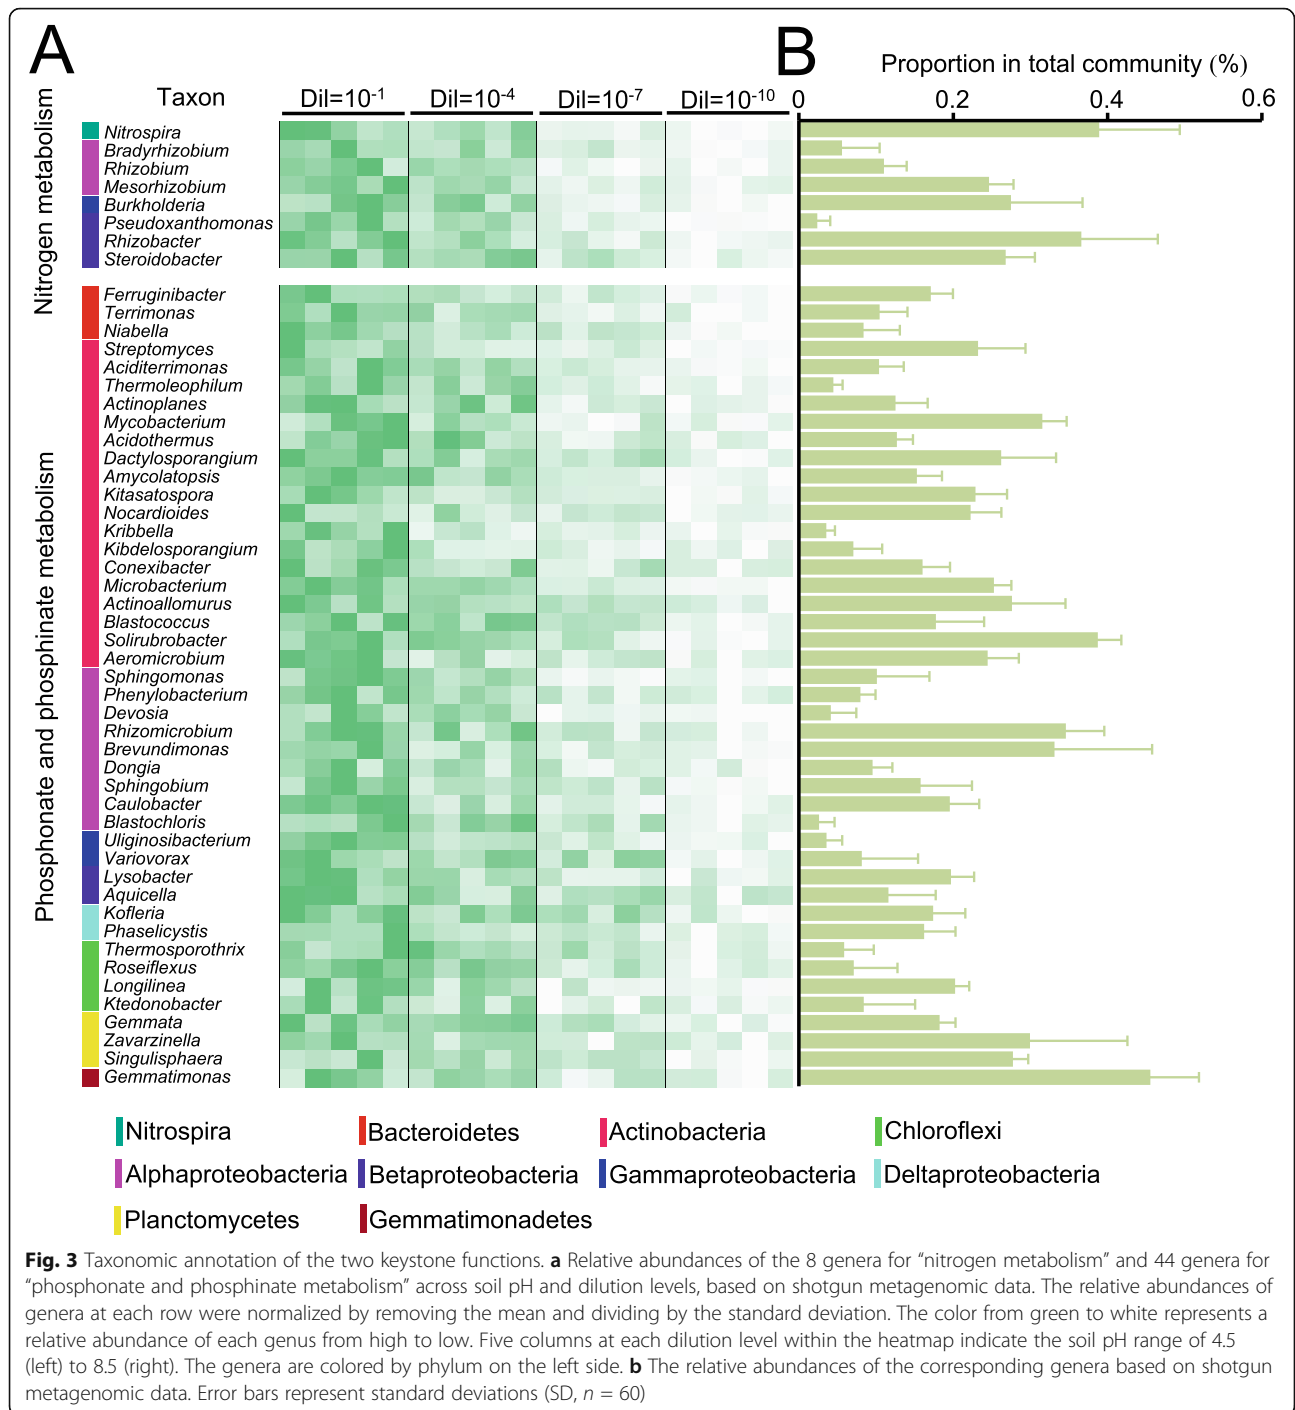 A
B
Proportion in total community (%)
Taxon
Dil=10-1
Dil=10-4
Dil=10-7
Dil=10-10
0
0.2
0.4
0.6
Nitrogen metabolism
Nitrospira
Bradyrhizobium
Rhizobium
Mesorhizobium
Burkholderia
Pseudoxanthomonas
Rhizobacter
Steroidobacter
Phosphonate and phosphinate metabolism
Ferruginibacter
Terrimonas
Niabella
Streptomyces
Aciditerrimonas
Thermoleophilum
Actinoplanes
Mycobacterium
Acidothermus
Dactylosporangium
Amycolatopsis
Kitasatospora
Nocardioides
Kribbella
Kibdelosporangium
Conexibacter
Microbacterium
Actinoallomurus
Blastococcus
Solirubrobacter
Aeromicrobium
Sphingomonas
Phenylobacterium
Devosia
Rhizomicrobium
Brevundimonas
Dongia
Sphingobium
Caulobacter
Blastochloris
Uliginosibacterium
Variovorax
Lysobacter
Aquicella
Kofleria
Phaselicystis
Thermosporothrix
Roseiflexus
Longilinea
Ktedonobacter
Gemmata
Zavarzinella
Singulisphaera
Gemmatimonas
Nitrospira
Bacteroidetes
Actinobacteria
Chloroflexi
Alphaproteobacteria
Betaproteobacteria
Gammaproteobacteria
Deltaproteobacteria
Planctomycetes
Gemmatimonadetes
Fig. 3 Taxonomic annotation of the two keystone functions. a Relative abundances of the 8 genera for “nitrogen metabolism” and 44 genera for
“phosphonate and phosphinate metabolism” across soil pH and dilution levels, based on shotgun metagenomic data. The relative abundances of
genera at each row were normalized by removing the mean and dividing by the standard deviation. The color from green to white represents a
relative abundance of each genus from high to low. Five columns at each dilution level within the heatmap indicate the soil pH range of 4.5
(left) to 8.5 (right). The genera are colored by phylum on the left side. b The relative abundances of the corresponding genera based on shotgun
metagenomic data. Error bars represent standard deviations (SD, n = 60)